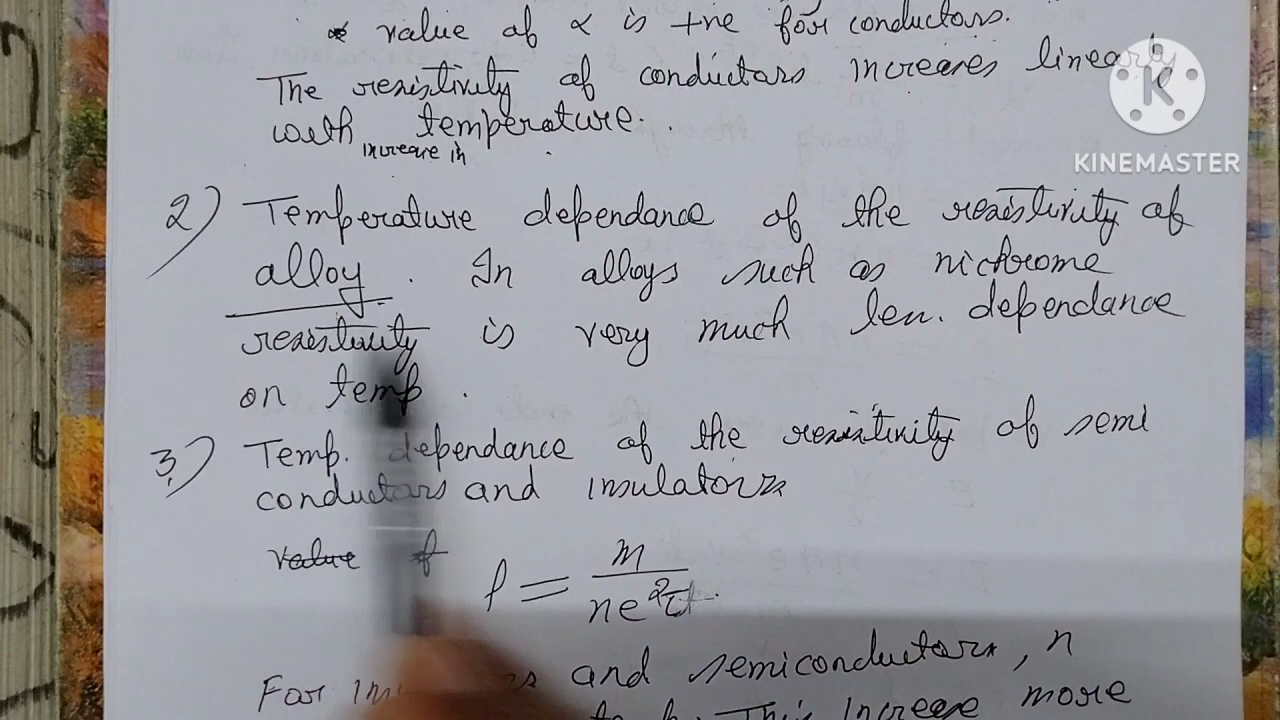 value of α is +ve for conductors.
The resistivity of conductors increases linearly
with increase in temperature.
2) Temperature dependance of the resistivity of
alloy. In alloys such as nichrome
resistivity is very much less. dependance
on temp.
3.) Temp. dependance of the resistivity of semi
conductors and insulators
value of
ρ = m / ne²τ.
For and semiconductors, n
This increase more
KINEMASTER